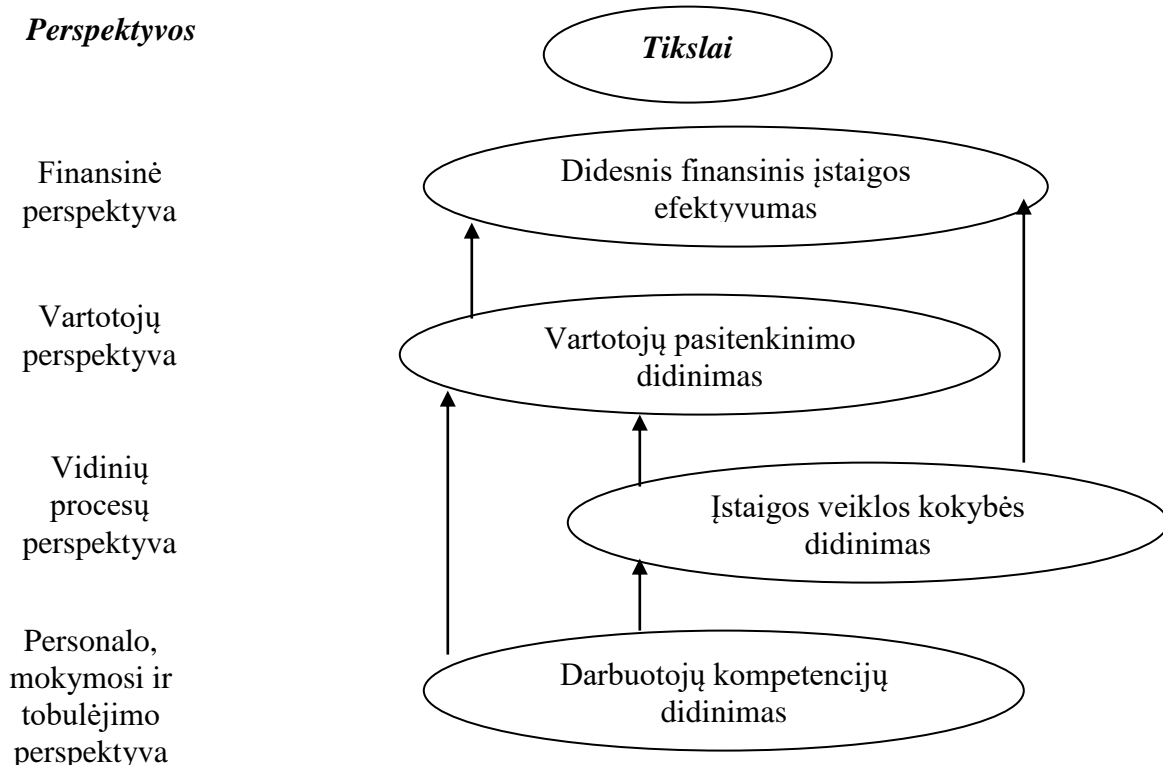 Perspektyvos
Tikslai
Finansinė
perspektyva
Didesnis finansinis įstaigos
efektyvumas
Vartotojų
perspektyva
Vartotojų pasitenkinimo
didinimas
Vidinių
procesų
perspektyva
Įstaigos veiklos kokybės
didinimas
Personalo,
mokymosi ir
tobulėjimo
perspektyva
Darbuotojų kompetencijų
didinimas